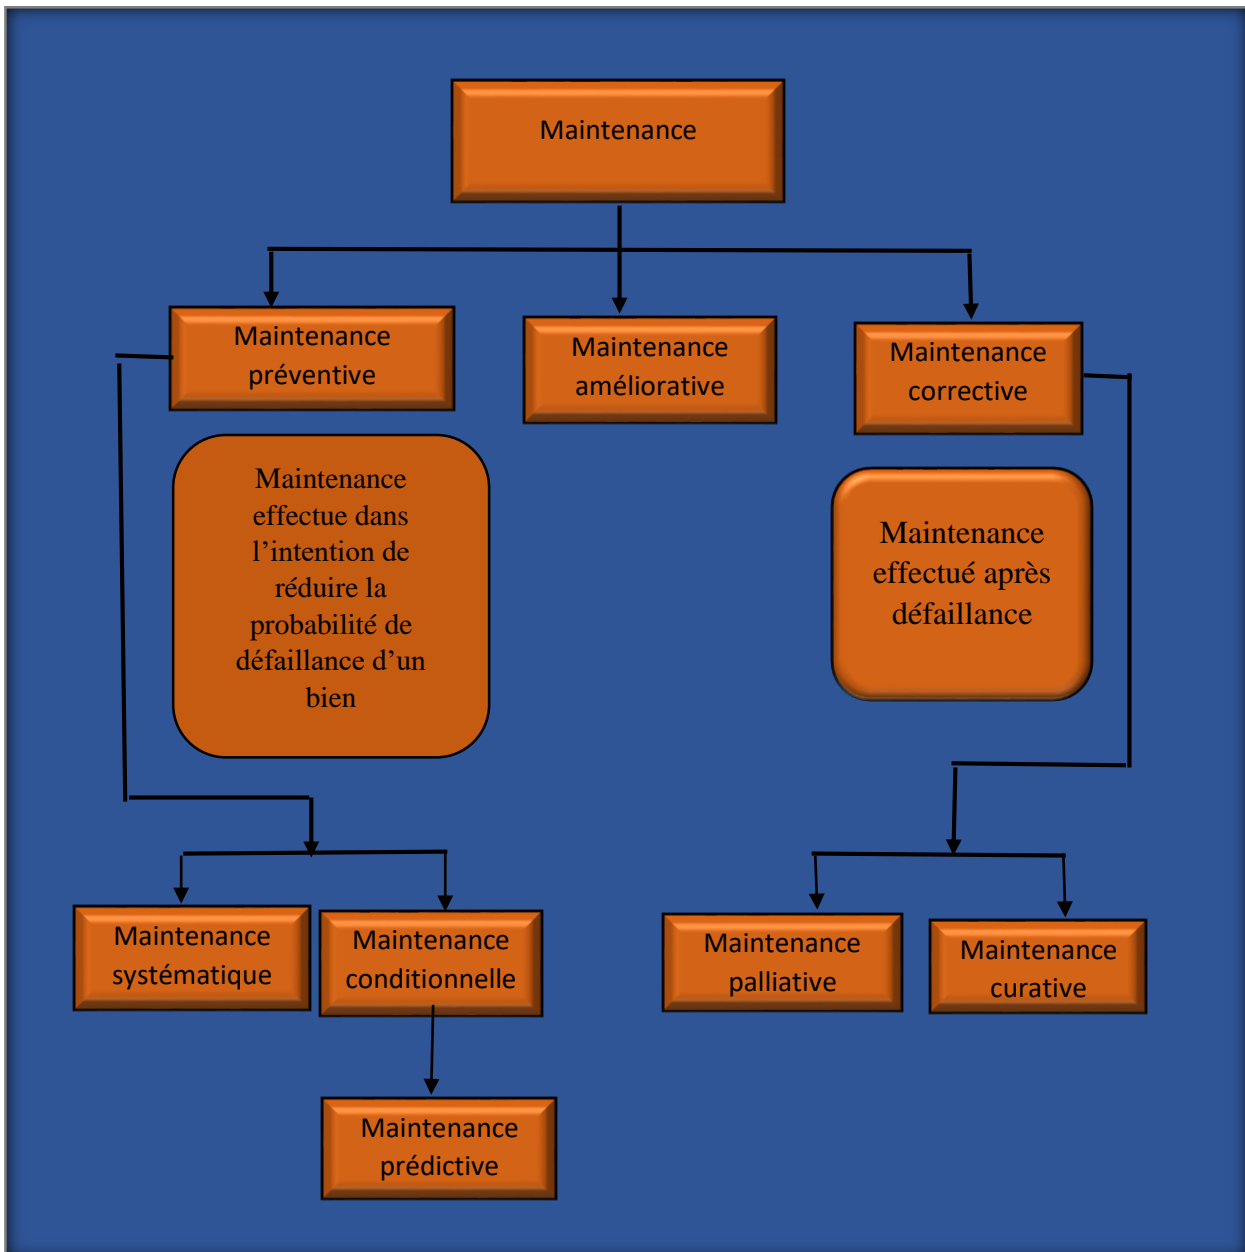 Maintenance
Maintenance
préventive
Maintenance
améliorative
Maintenance
corrective
Maintenance
effectue dans
l’intention de
réduire la
probabilité de
défaillance d’un
bien
Maintenance
effectué après
défaillance
Maintenance
systématique
Maintenance
conditionnelle
Maintenance
palliative
Maintenance
curative
Maintenance
prédictive